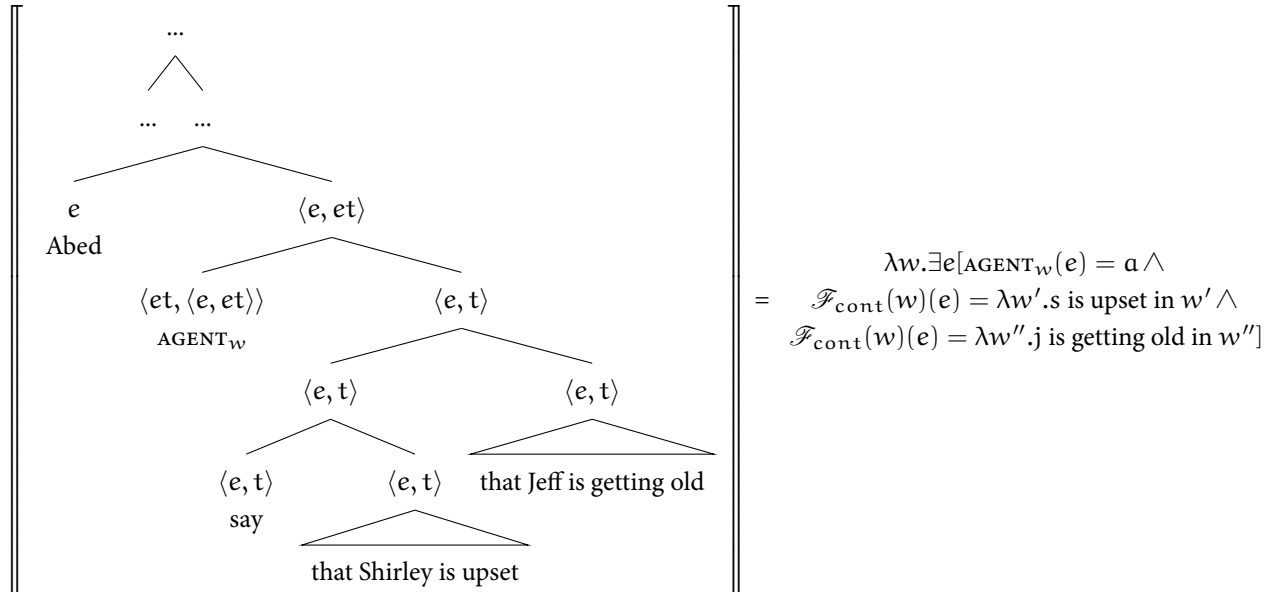 ...
... ...
e ⟨e, et⟩
Abed
⟨et, ⟨e, et⟩⟩ ⟨e, t⟩
AGENT_w
⟨e, t⟩ ⟨e, t⟩
⟨e, t⟩ ⟨e, t⟩ that Jeff is getting old
say
that Shirley is upset
=
λw.∃e[AGENT_w(e) = a ∧
ℱ_cont(w)(e) = λw′.s is upset in w′ ∧
ℱ_cont(w)(e) = λw′′.j is getting old in w′′]